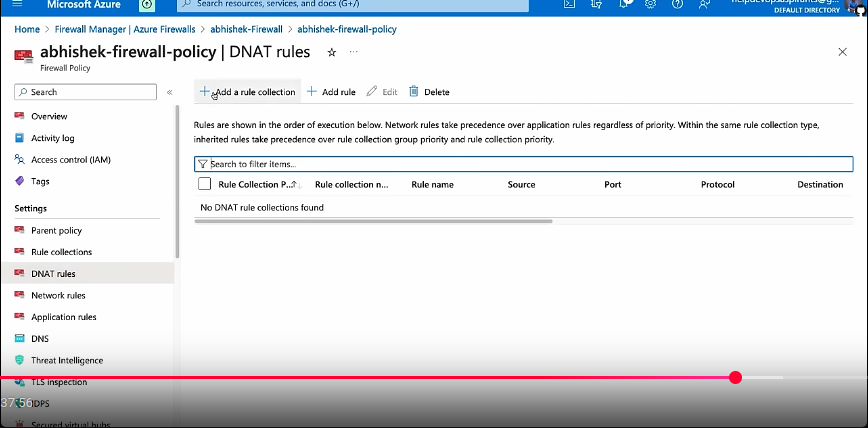 Microsoft Azure
Search resources, services, and docs (G+/)
DEFAULT DIRECTORY
Home > Firewall Manager | Azure Firewalls > abhishek-Firewall > abhishek-firewall-policy
abhishek-firewall-policy | DNAT rules
Firewall Policy
Search
Add a rule collection
Add rule
Edit
Delete
Overview
Activity log
Access control (IAM)
Tags
Settings
Parent policy
Rule collections
DNAT rules
Network rules
Application rules
DNS
Threat Intelligence
TLS inspection
IDPS
Secured virtual hubs
Rules are shown in the order of execution below. Network rules take precedence over application rules regardless of priority. Within the same rule collection type,
inherited rules take precedence over rule collection group priority and rule collection priority.
Search to filter items...
Rule Collection P... Rule collection n... Rule name Source Port Protocol Destination
No DNAT rule collections found
37:56